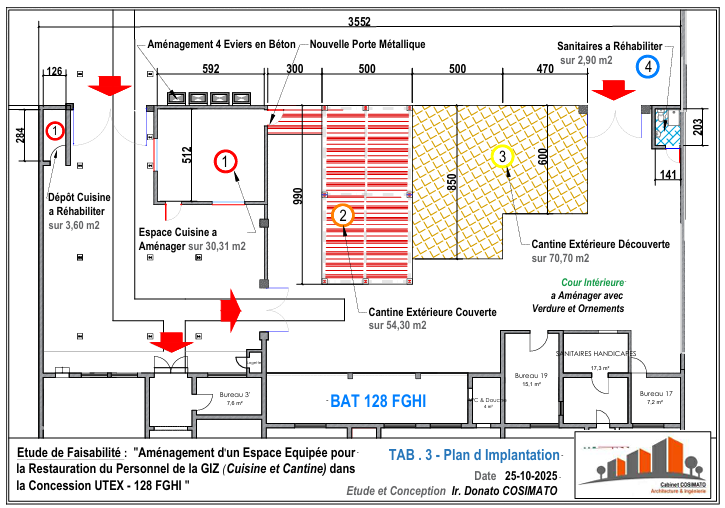 3552
Aménagement 4 Eviers en Béton
Nouvelle Porte Métallique
Sanitaires a Réhabiliter
sur 2,90 m2
4
126
592
300
500
500
470
284
1
512
1
990
2
850
3
600
203
141
Dépôt Cuisine
a Réhabiliter
sur 3,60 m2
Espace Cuisine a
Aménager sur 30,31 m2
Cantine Extérieure Découverte
sur 70,70 m2
Cour Intérieure
a Aménager avec
Verdure et Ornements
Cantine Extérieure Couverte
sur 54,30 m2
SANITAIRES HANDICAPES
17,3 m²
Bureau 19
15,1 m²
Bureau 3'
7,6 m²
BAT 128 FGHI
WC & Douche
4 m²
Bureau 17
7,2 m²
Etude de Faisabilité : "Aménagement d'un Espace Equipée pour
la Restauration du Personnel de la GIZ (Cuisine et Cantine) dans
la Concession UTEX - 128 FGHI "
TAB . 3 - Plan d Implantation
Date 25-10-2025
Etude et Conception Ir. Donato COSIMATO
Cabinet COSIMATO
Architecture & Ingénierie